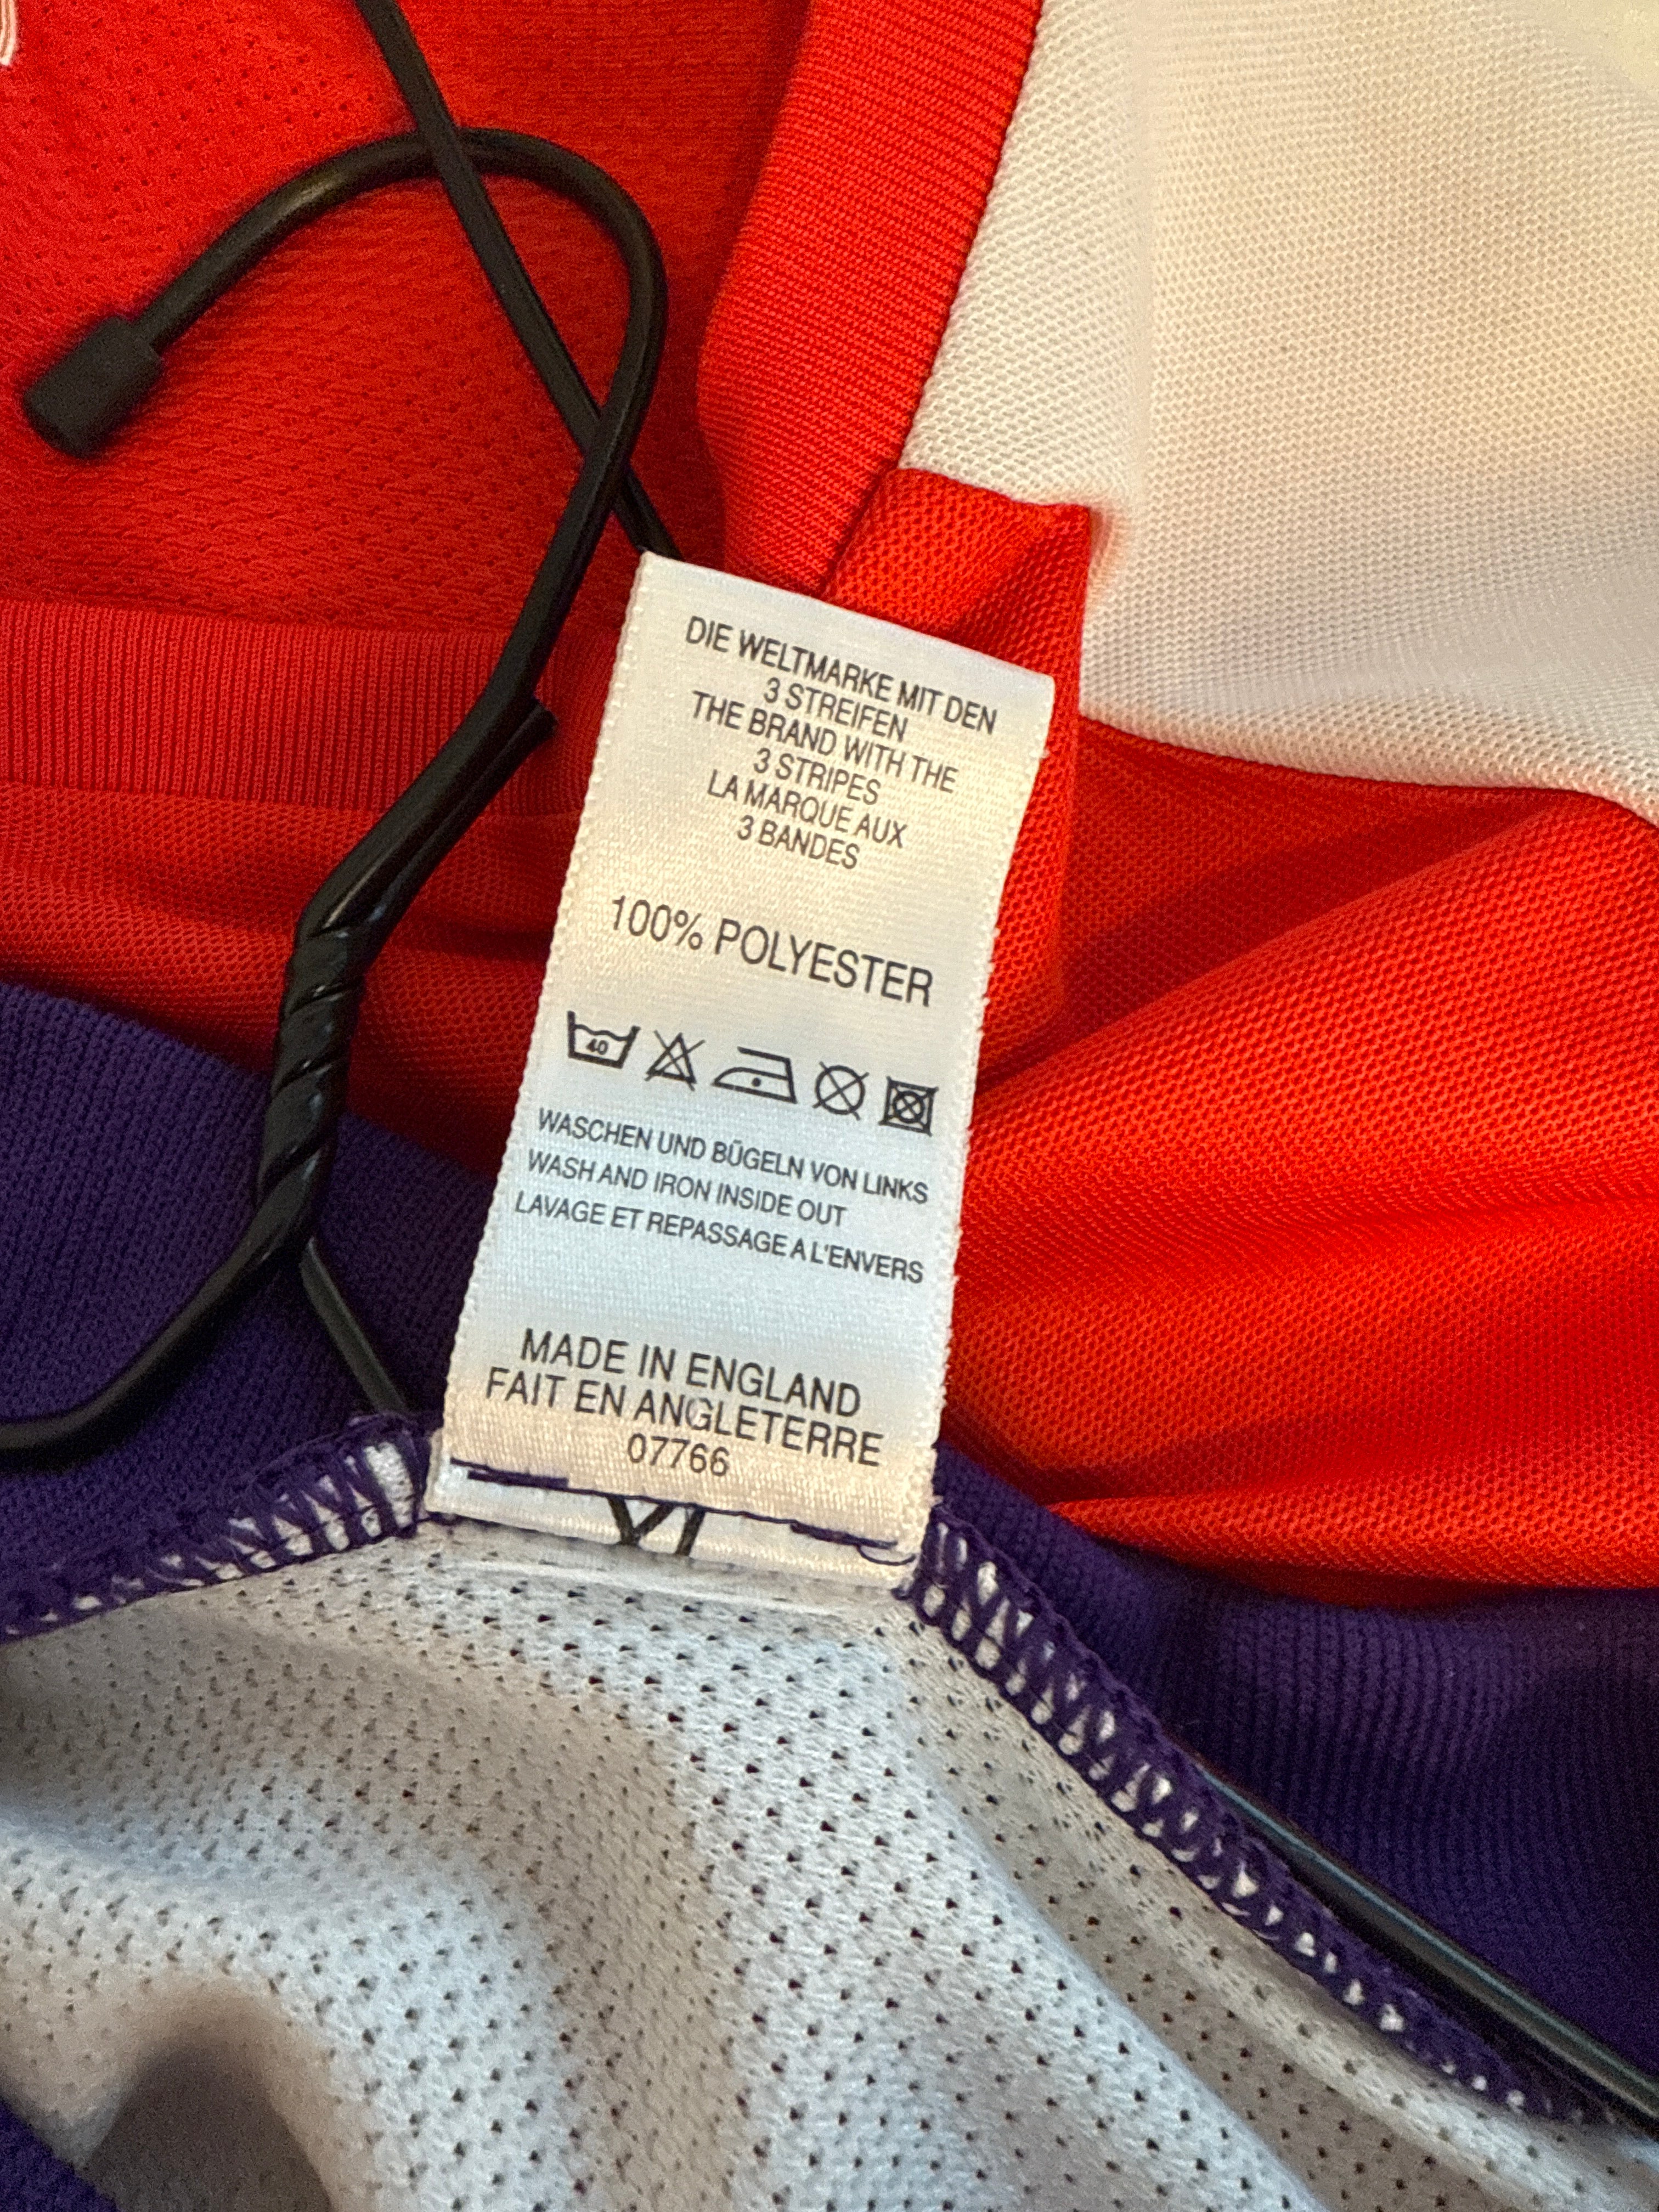 DIE WELTMARKE MIT DEN
3 STREIFEN
THE BRAND WITH THE
3 STRIPES
LA MARQUE AUX
3 BANDES
100% POLYESTER
40
WASCHEN UND BÜGELN VON LINKS
WASH AND IRON INSIDE OUT
LAVAGE ET REPASSAGE A L'ENVERS
MADE IN ENGLAND
FAIT EN ANGLETERRE
07766